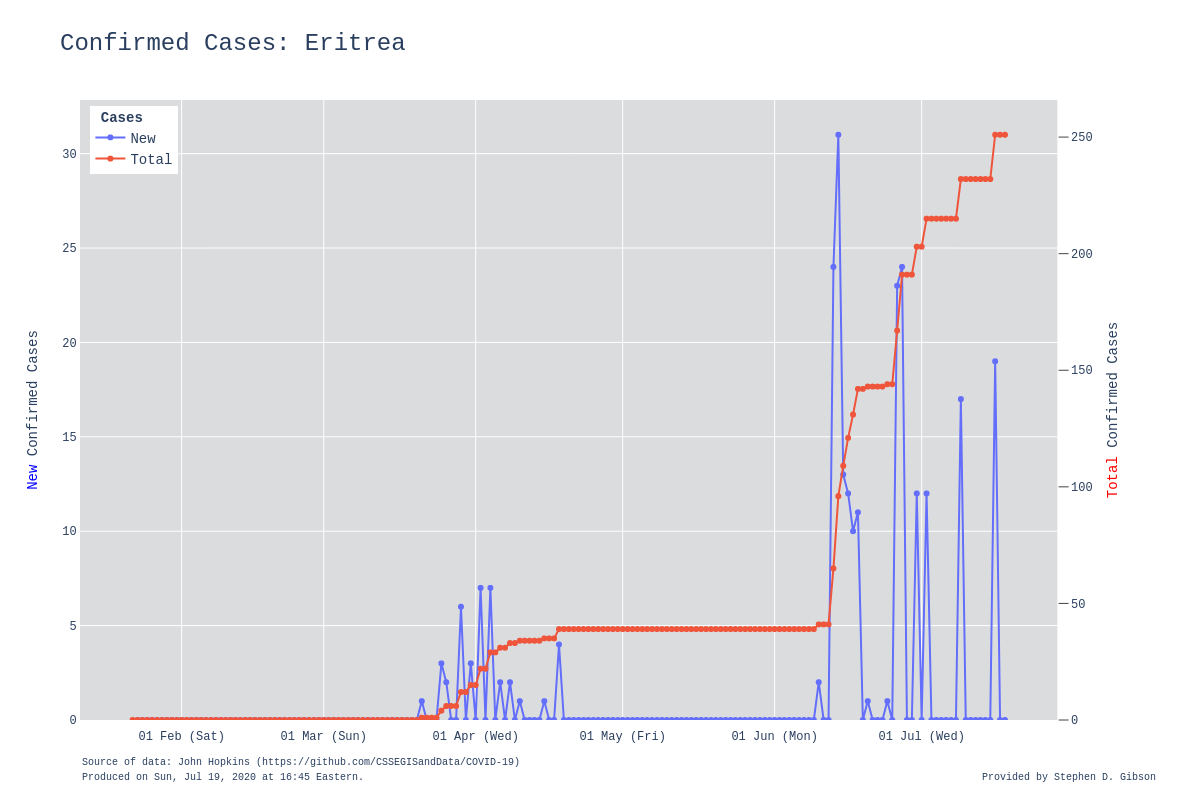 Confirmed Cases: Eritrea
Cases
New
Total
30
25
20
15
10
5
0
250
200
150
100
50
0
New Confirmed Cases
Total Confirmed Cases
01 Feb (Sat)
01 Mar (Sun)
01 Apr (Wed)
01 May (Fri)
01 Jun (Mon)
01 Jul (Wed)
Source of data: John Hopkins (https://github.com/CSSEGISandData/COVID-19)
Produced on Sun, Jul 19, 2020 at 16:45 Eastern.
Provided by Stephen D. Gibson